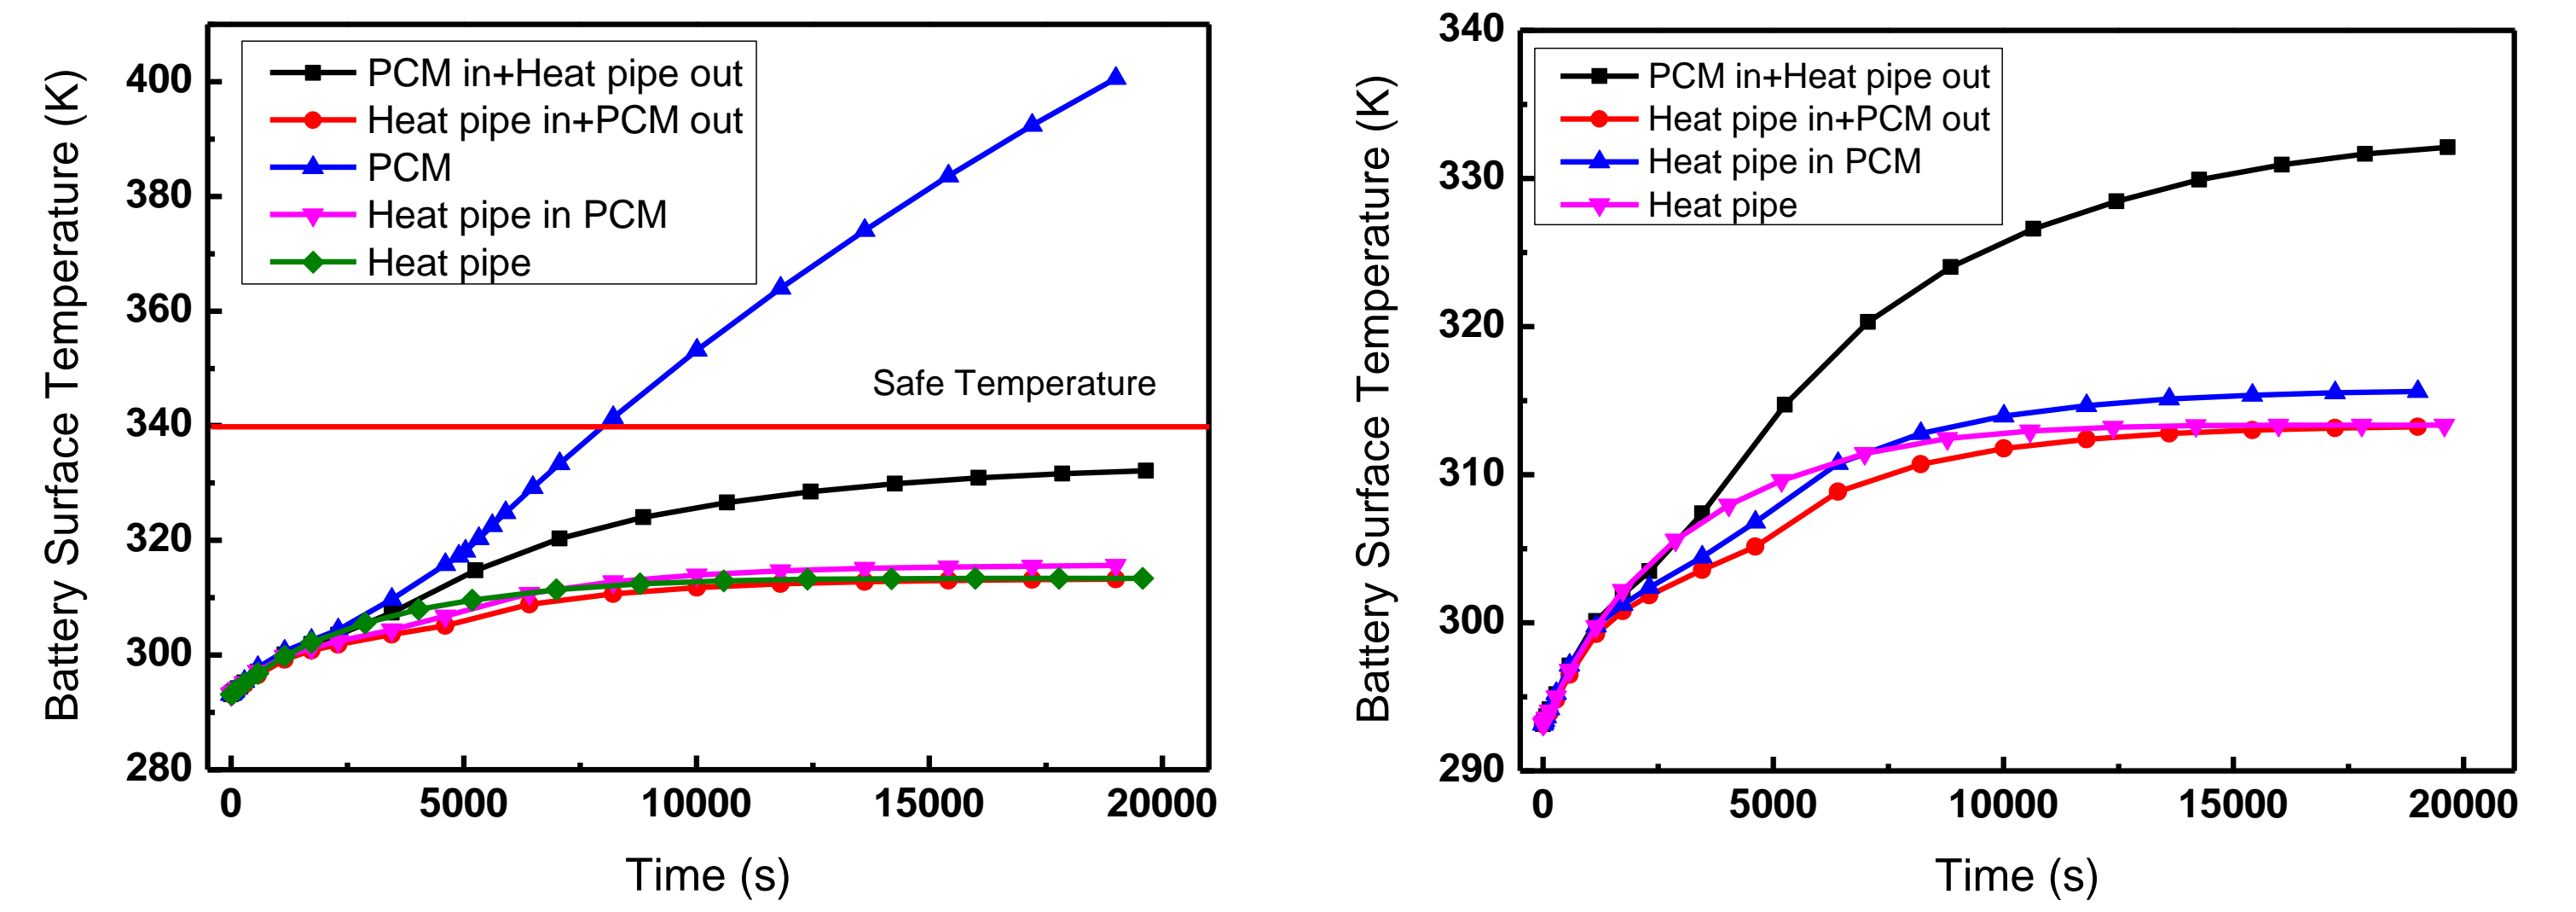 Battery Surface Temperature (K)
400
380
360
340
320
300
280
PCM in+Heat pipe out
Heat pipe in+PCM out
PCM
Heat pipe in PCM
Heat pipe
Safe Temperature
0 5000 10000 15000 20000
Time (s)
Battery Surface Temperature (K)
340
330
320
310
300
290
PCM in+Heat pipe out
Heat pipe in+PCM out
Heat pipe in PCM
Heat pipe
0 5000 10000 15000 20000
Time (s)